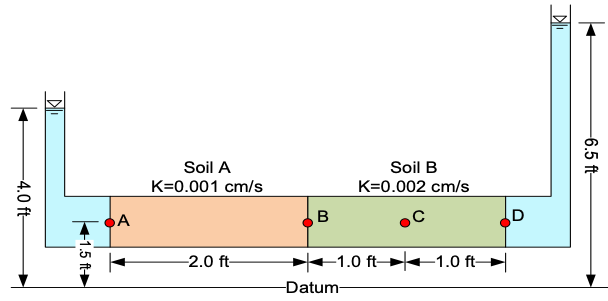 Soil A
K=0.001 cm/s
Soil B
K=0.002 cm/s
4.0 ft
6.5 ft
A
B
C
D
1.5 ft
2.0 ft
1.0 ft
1.0 ft
Datum